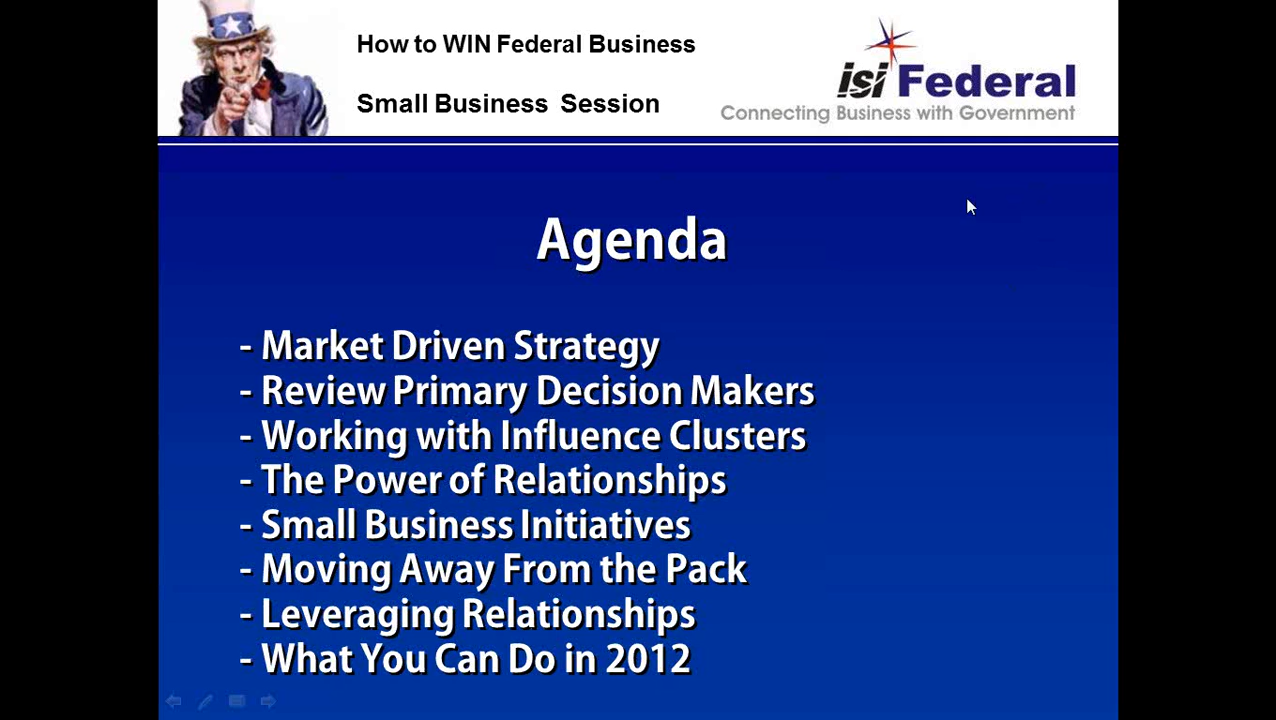 How to WIN Federal Business
Small Business Session
isi Federal
Connecting Business with Government
Agenda
- Market Driven Strategy
- Review Primary Decision Makers
- Working with Influence Clusters
- The Power of Relationships
- Small Business Initiatives
- Moving Away From the Pack
- Leveraging Relationships
- What You Can Do in 2012